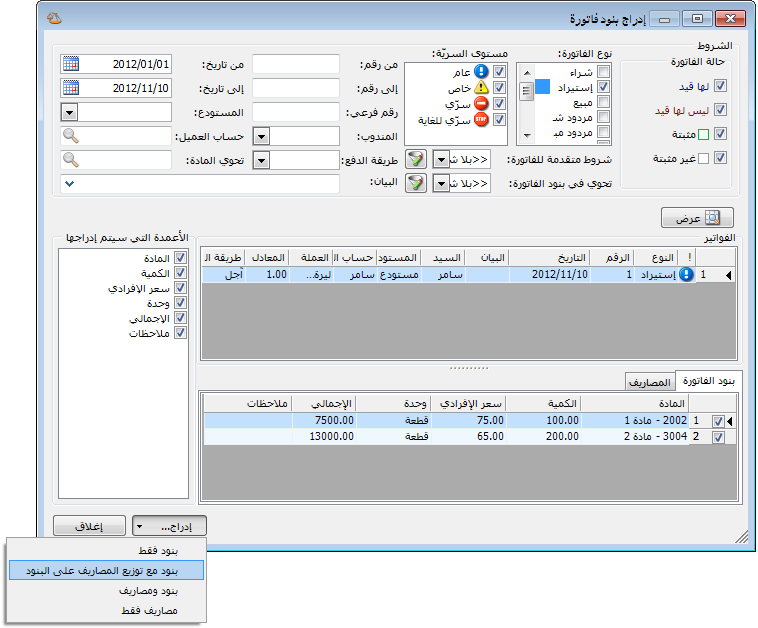 إدراج بنود فاتورة
الشروط
حالة الفاتورة
لها قيد
ليس لها قيد
مثبتة
غير مثبتة
نوع الفاتورة:
شراء
إستيراد
مبيع
مردود شـ
مردود مبـ
مستوى السريّة:
عام
خاص
سرّي
سرّي للغاية
شروط متقدمة للفاتورة: <<بلا شـ
تحوي في بنود الفاتورة: <<بلا شـ
من رقم:
إلى رقم:
رقم فرعي:
المندوب:
طريقة الدفع:
البيان:
من تاريخ: 2012/01/01
إلى تاريخ: 2012/11/10
المستودع:
حساب العميل:
تحوي المادة:
عرض
الفواتير
! النوع الرقم التاريخ البيان السيد المستود حساب الـ العملة المعادل طريقة الـ
1 إستيراد 1 2012/11/10 سامر مستودع سامر ليرة... 1.00 آجل
بنود الفاتورة المصاريف
المادة الكمية سعر الإفرادي وحدة الإجمالي ملاحظات
1 2002 - مادة 1 100.00 75.00 قطعة 7500.00
2 3004 - مادة 2 200.00 65.00 قطعة 13000.00
الأعمدة التي سيتم إدراجها
المادة
الكمية
سعر الإفرادي
وحدة
الإجمالي
ملاحظات
إدراج... إغلاق
بنود فقط
بنود مع توزيع المصاريف على البنود
بنود ومصاريف
مصاريف فقط